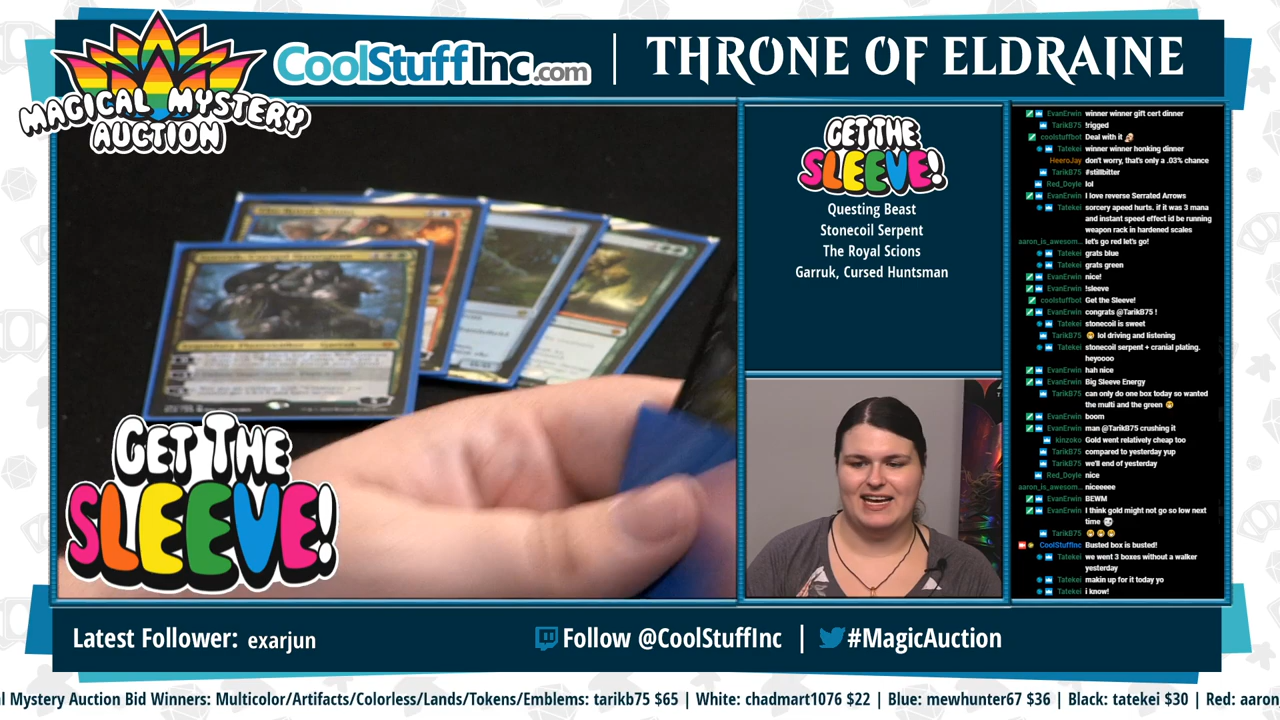 MAGICAL MYSTERY
AUCTION
CoolStuffInc.com
THRONE OF ELDRAINE
GET THE
SLEEVE!
Questing Beast
Stonecoil Serpent
The Royal Scions
Garruk, Cursed Huntsman
EvanErwin winner winner gift cert dinner
TarikB75 !rigged
coolstuffbot Deal with it
Tatekei winner winner honking dinner
HeeroJay don't worry, that's only a .03% chance
TarikB75 #stillbitter
Red_Doyle lol
EvanErwin I love reverse Serrated Arrows
Tatekei sorcery apeed hurts. if it was 3 mana
and instant speed effect id be running
weapon rack in hardened scales
aaron_is_awesom... let's go red let's go!
Tatekei grats blue
Tatekei grats green
EvanErwin nice!
EvanErwin !sleeve
coolstuffbot Get the Sleeve!
EvanErwin congrats @TarikB75 !
Tatekei stonecoil is sweet
TarikB75 lol driving and listening
Tatekei stonecoil serpent + cranial plating.
heyoooo
EvanErwin hah nice
EvanErwin Big Sleeve Energy
TarikB75 can only do one box today so wanted
the multi and the green
EvanErwin boom
EvanErwin man @TarikB75 crushing it
kinzoko Gold went relatively cheap too
TarikB75 compared to yesterday yup
TarikB75 we'll end of yesterday
Red_Doyle nice
aaron_is_awesom... niceeeee
EvanErwin BEWM
EvanErwin I think gold might not go so low next
time
TarikB75
CoolStuffInc Busted box is busted!
Tatekei we went 3 boxes without a walker
yesterday
Tatekei makin up for it today yo
Tatekei i know!
GET THE
SLEEVE!
Latest Follower: exarjun
Follow @CoolStuffInc | #MagicAuction
l Mystery Auction Bid Winners: Multicolor/Artifacts/Colorless/Lands/Tokens/Emblems: tarikb75 $65 | White: chadmart1076 $22 | Blue: mewhunter67 $36 | Black: tatekei $30 | Red: aaron